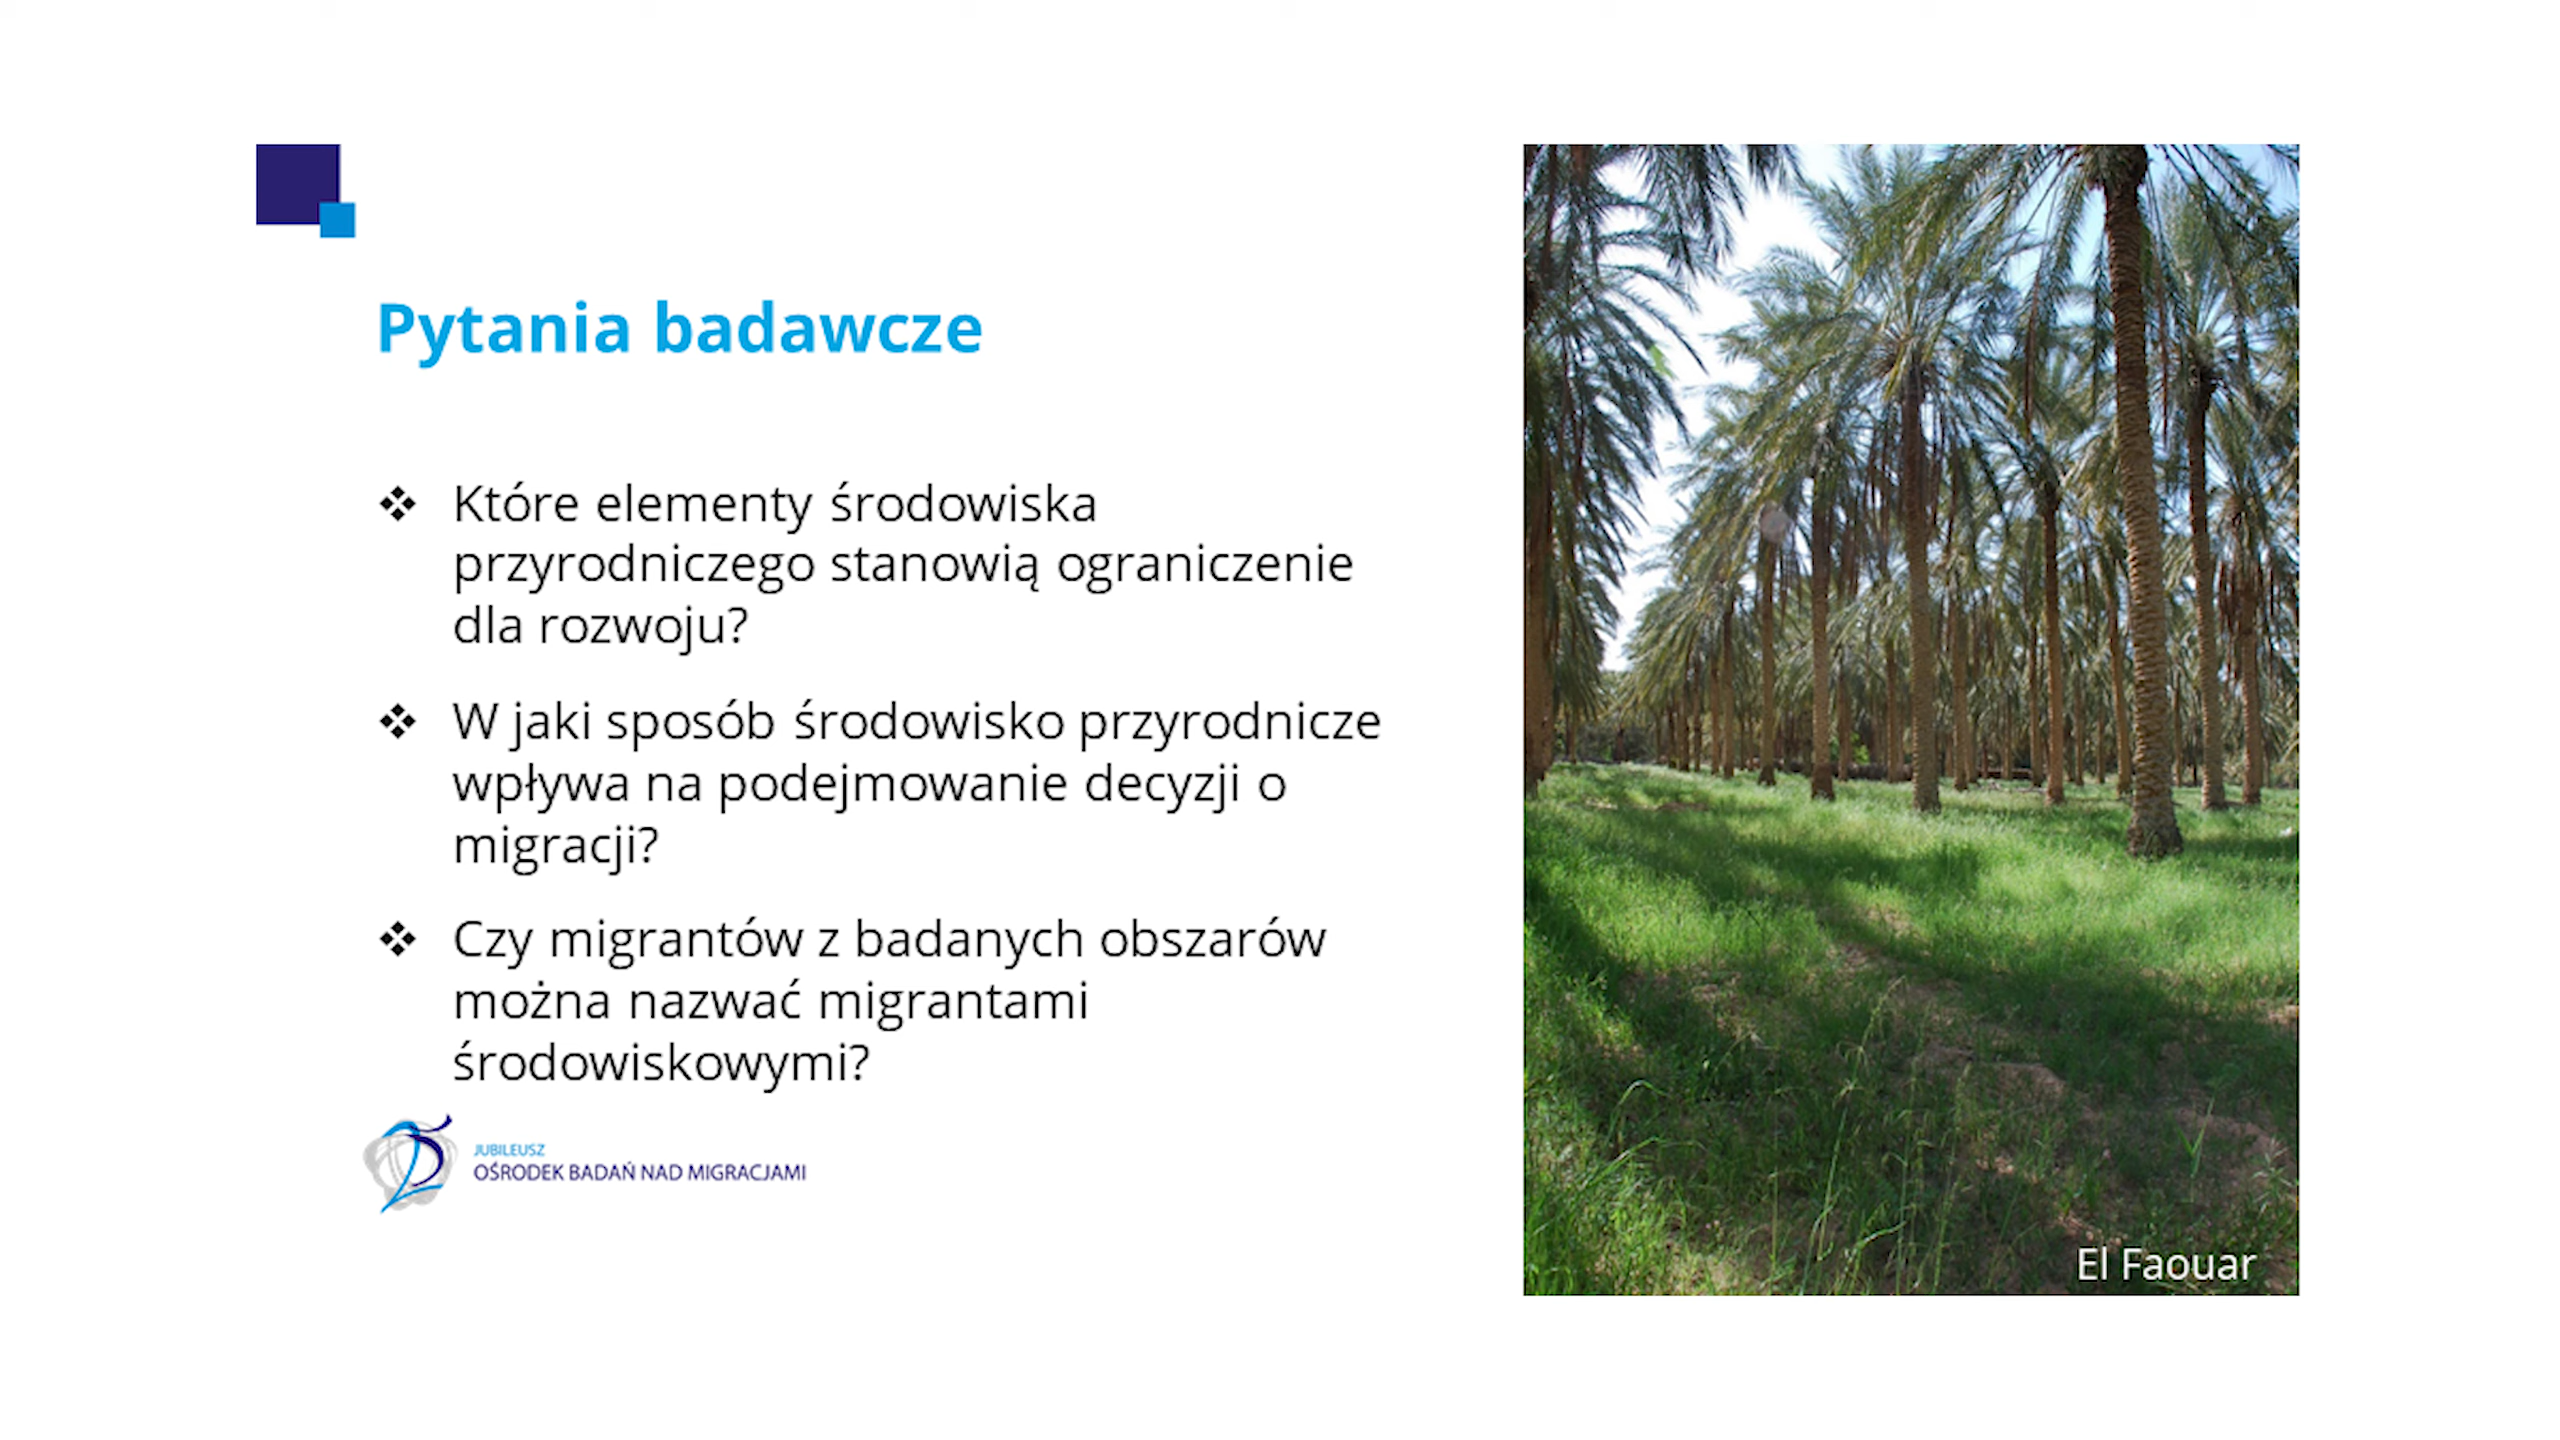 Pytania badawcze
Które elementy środowiska
przyrodniczego stanowią ograniczenie
dla rozwoju?
W jaki sposób środowisko przyrodnicze
wpływa na podejmowanie decyzji o
migracji?
Czy migrantów z badanych obszarów
można nazwać migrantami
środowiskowymi?
JUBILEUSZ
OŚRODEK BADAŃ NAD MIGRACJAMI
El Faouar